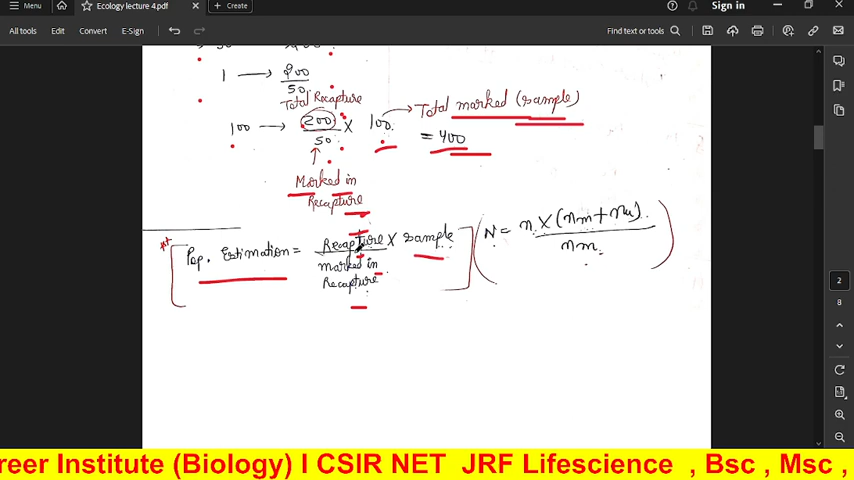 Menu
Ecology lecture 4.pdf
Create
Sign in
All tools Edit Convert E-Sign
Find text or tools
1 → 200
50
Total Recapture
100 → 200 X 100 → Total marked (sample)
50 = 400
Marked in
Recapture
Pop. Estimation = Recapture X sample
marked in
Recapture
N = n X (nm + nu)
nm
2
8
reer Institute (Biology) I CSIR NET JRF Lifescience , Bsc , Msc ,